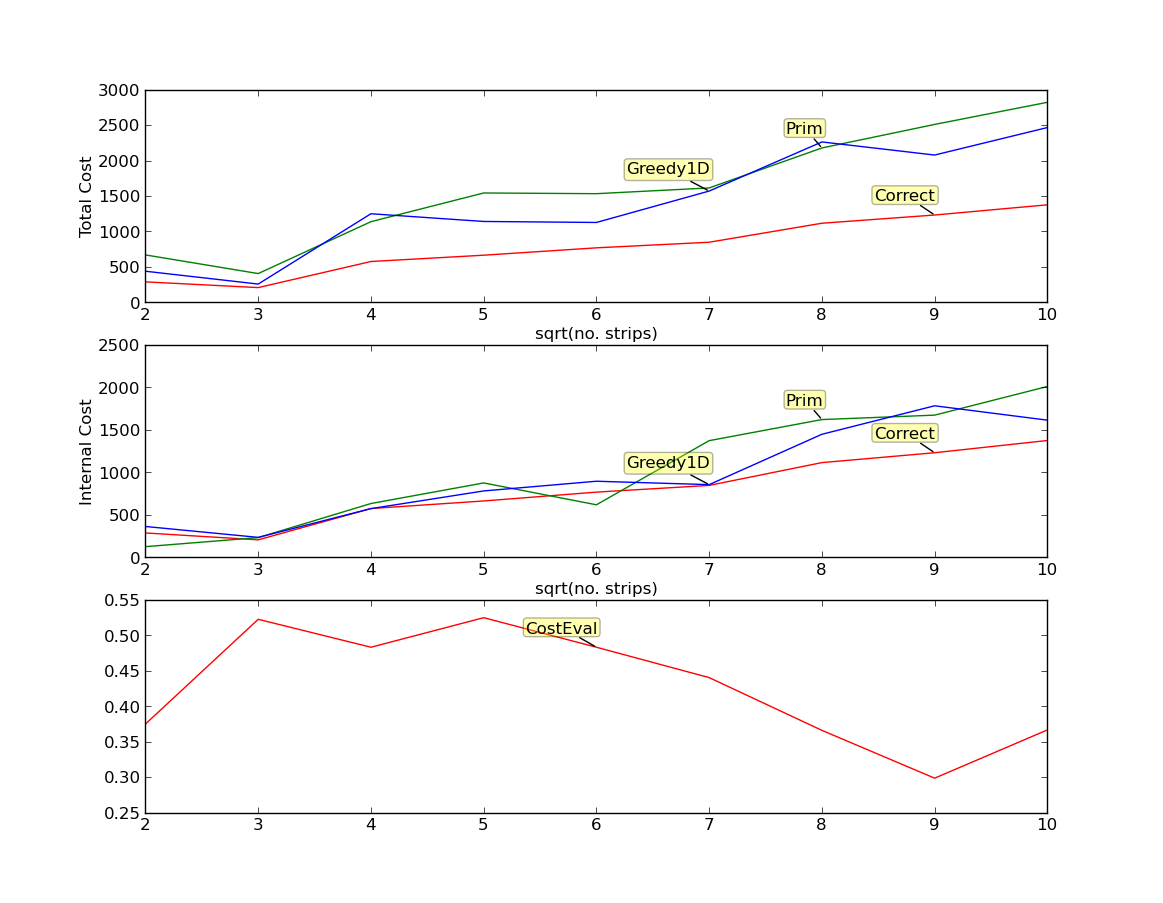 3000
2500
2000
1500
1000
500
0
Total Cost
Prim
Greedy1D
Correct
2 3 4 5 6 7 8 9 10
sqrt(no. strips)
2500
2000
1500
1000
500
0
Internal Cost
Prim
Correct
Greedy1D
2 3 4 5 6 7 8 9 10
sqrt(no. strips)
0.55
0.50
0.45
0.40
0.35
0.30
0.25
CostEval
2 3 4 5 6 7 8 9 10